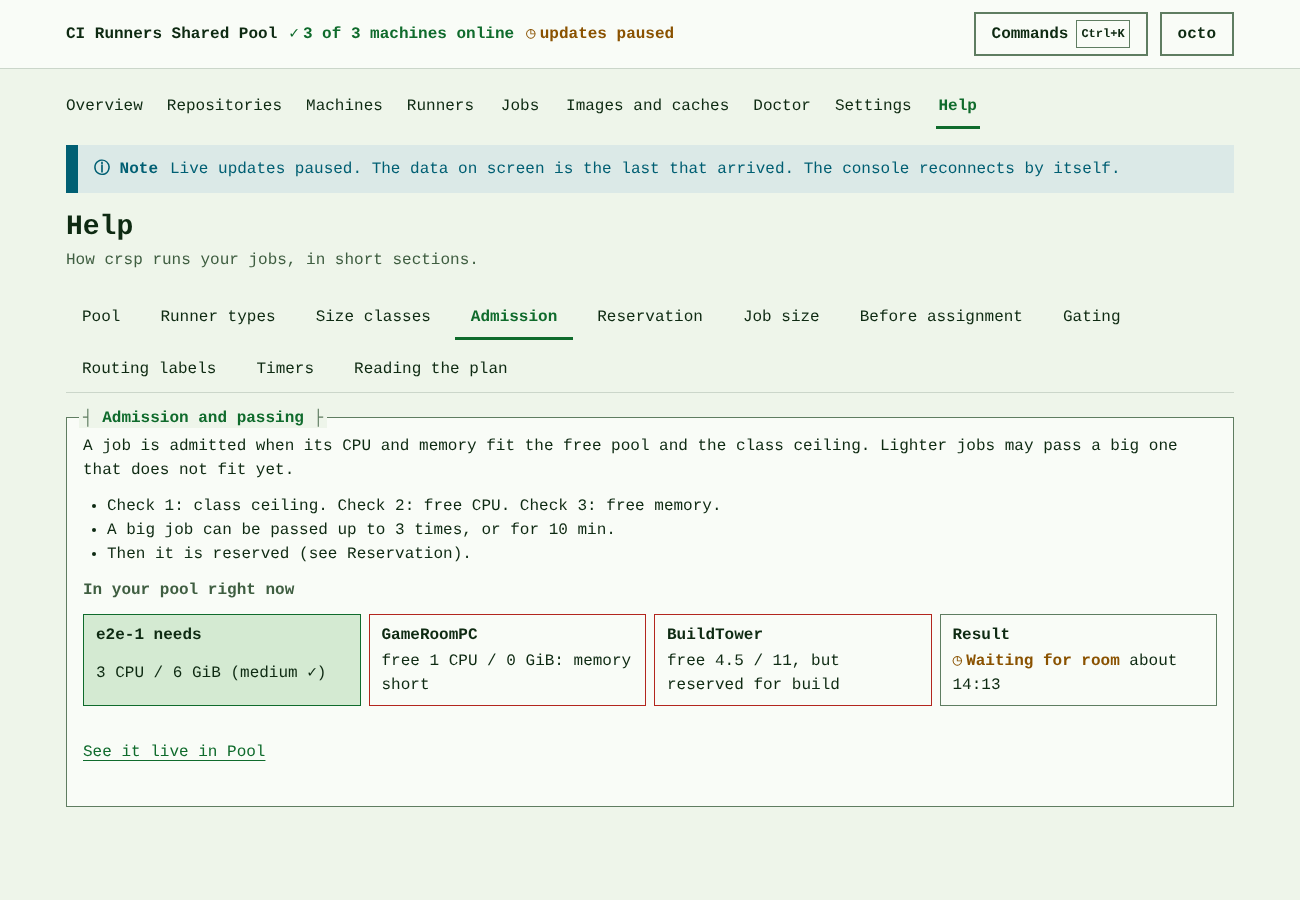 CI Runners Shared Pool ✓ 3 of 3 machines online ◷ updates paused Commands Ctrl+K octo
Overview Repositories Machines Runners Jobs Images and caches Doctor Settings Help
ⓘ Note Live updates paused. The data on screen is the last that arrived. The console reconnects by itself.
Help
How crsp runs your jobs, in short sections.
Pool Runner types Size classes Admission Reservation Job size Before assignment Gating
Routing labels Timers Reading the plan
┤ Admission and passing ├
A job is admitted when its CPU and memory fit the free pool and the class ceiling. Lighter jobs may pass a big one
that does not fit yet.
• Check 1: class ceiling. Check 2: free CPU. Check 3: free memory.
• A big job can be passed up to 3 times, or for 10 min.
• Then it is reserved (see Reservation).
In your pool right now
e2e-1 needs
3 CPU / 6 GiB (medium ✓)
GameRoomPC
free 1 CPU / 0 GiB: memory
short
BuildTower
free 4.5 / 11, but
reserved for build
Result
◷ Waiting for room about
14:13
See it live in Pool